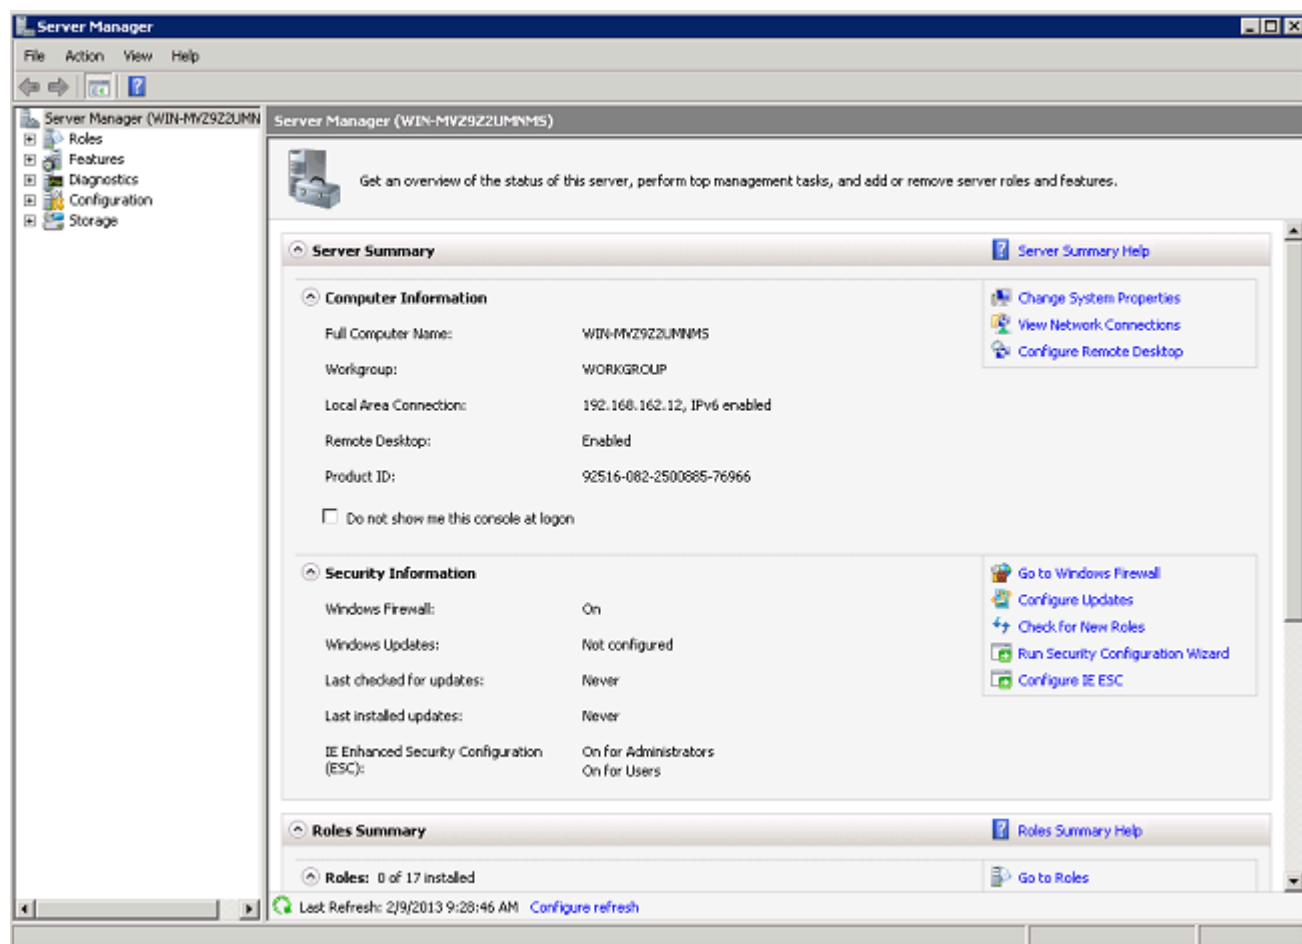 Server Manager
File Action View Help
Server Manager (WIN-MVZ9Z2UMN
Roles
Features
Diagnostics
Configuration
Storage
Server Manager (WIN-MVZ9Z2UMNMS)
Get an overview of the status of this server, perform top management tasks, and add or remove server roles and features.
Server Summary
Server Summary Help
Computer Information
Change System Properties
View Network Connections
Configure Remote Desktop
Full Computer Name: WIN-MVZ9Z2UMNMS
Workgroup: WORKGROUP
Local Area Connection: 192.168.162.12, IPv6 enabled
Remote Desktop: Enabled
Product ID: 92516-082-2500885-76966
Do not show me this console at logon
Security Information
Go to Windows Firewall
Configure Updates
Check for New Roles
Run Security Configuration Wizard
Configure IE ESC
Windows Firewall: On
Windows Updates: Not configured
Last checked for updates: Never
Last installed updates: Never
IE Enhanced Security Configuration On for Administrators
(ESC): On for Users
Roles Summary
Roles Summary Help
Roles: 0 of 17 installed
Go to Roles
Last Refresh: 2/9/2013 9:28:46 AM Configure refresh